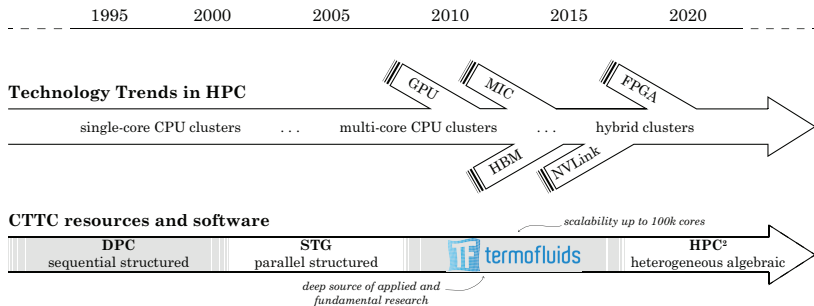 1995 2000 2005 2010 2015 2020
GPU MIC FPGA
Technology Trends in HPC
single-core CPU clusters ... multi-core CPU clusters ... hybrid clusters
HBM NVLink
CTTC resources and software
scalability up to 100k cores
DPC STG HPC²
TF termofluids
sequential structured parallel structured heterogeneous algebraic
deep source of applied and
fundamental research